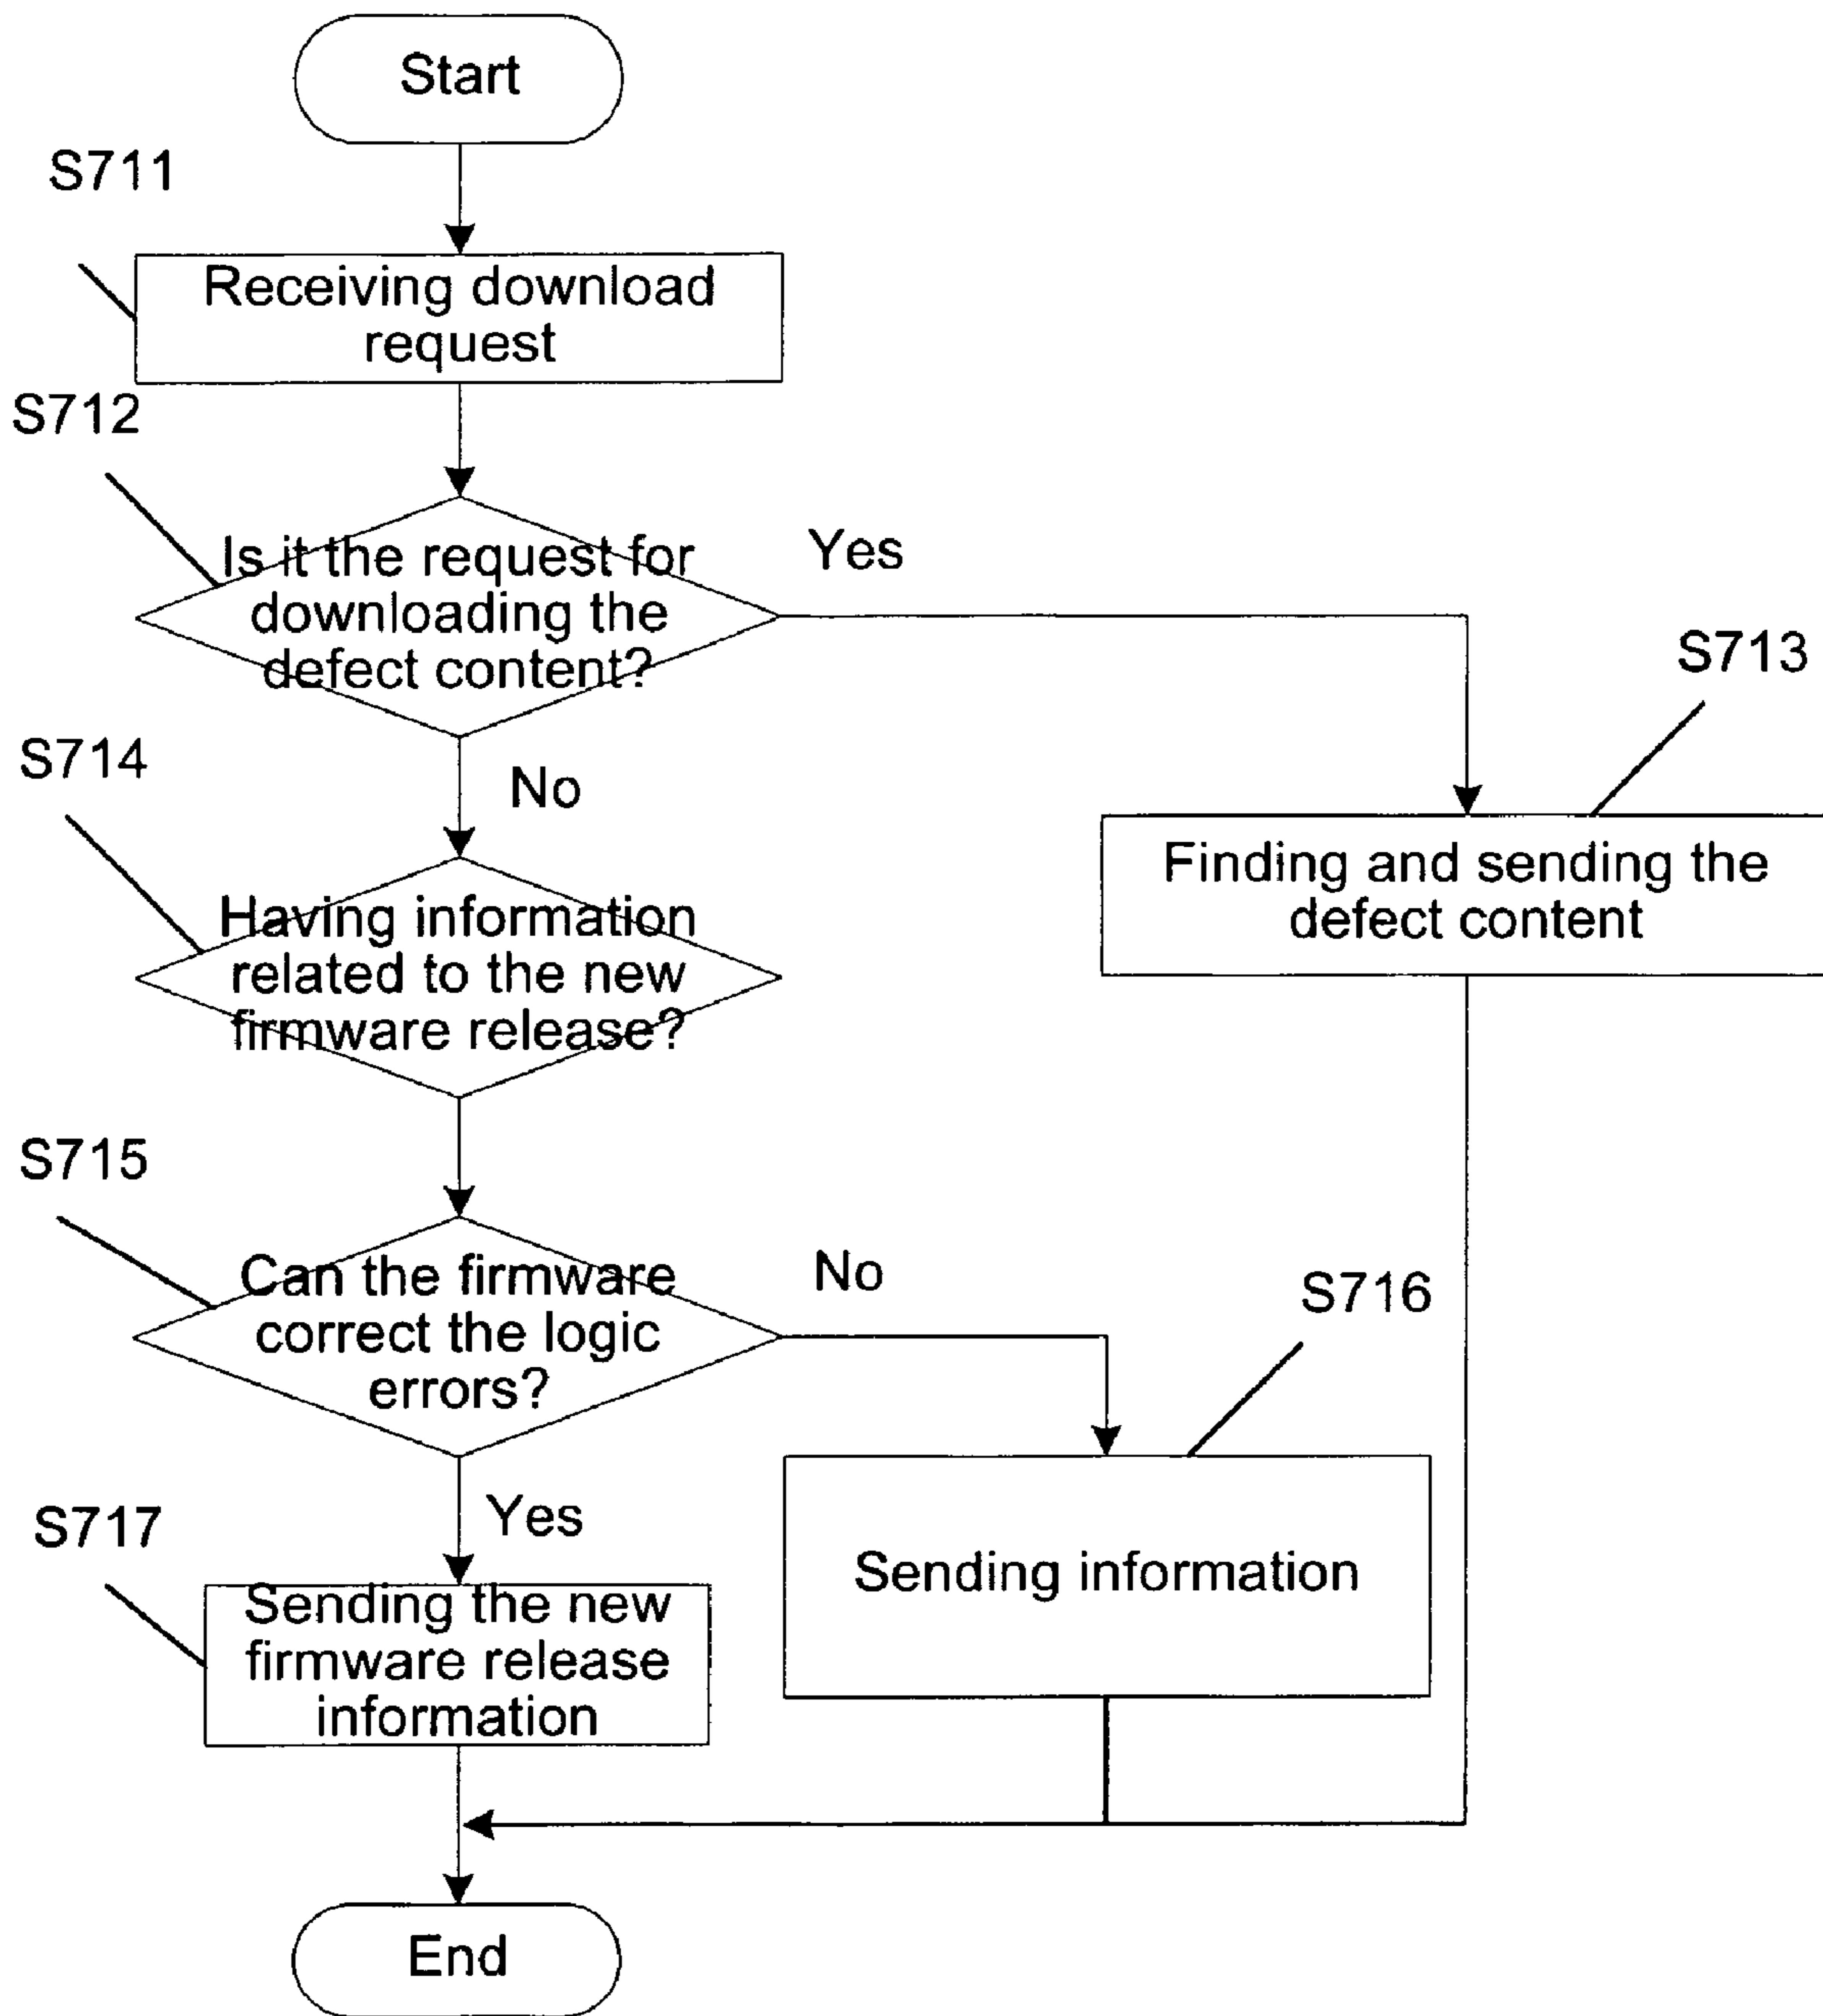 Start
S711
Receiving download
request
S712
Is it the request for
downloading the
defect content?
Yes
S713
S714
No
Finding and sending the
defect content
Having information
related to the new
firmware release?
S715
Can the firmware
correct the logic
errors?
No
S716
S717
Yes
Sending information
Sending the new
firmware release
information
End